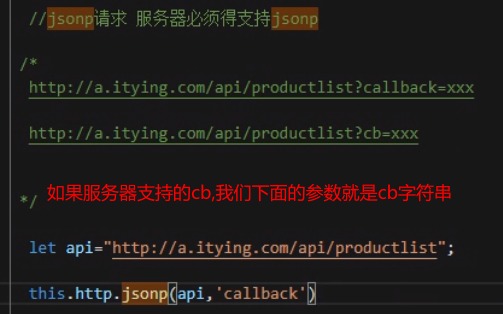 //jsonp请求 服务器必须得支持jsonp
/*
http://a.itying.com/api/productlist?callback=xxx
http://a.itying.com/api/productlist?cb=xxx
如果服务器支持的cb,我们下面的参数就是cb字符串
*/
let api="http://a.itying.com/api/productlist";
this.http.jsonp(api,'callback')